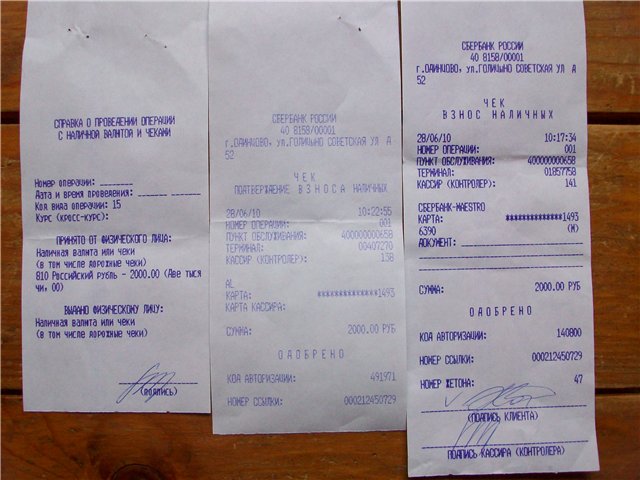 СПРАВКА О ПРОВЕДЕНИИ ОПЕРАЦИИ
С НАЛИЧНОЙ ВАЛЮТОЙ И ЧЕКАМИ
Номер операции: _______
Дата и время проведения: ______ ______
Код вида операции: 15
Курс (кросс-курс):
ПРИНЯТО ОТ ФИЗИЧЕСКОГО ЛИЦА:
Наличная валюта или чеки
(в том числе дорожные чеки)
810 Российский рубль - 2000.00 (Две тыся
чи, 00)
ВЫДАНО ФИЗИЧЕСКОМУ ЛИЦУ:
Наличная валюта или чеки
(в том числе дорожные чеки)
(подпись)
СБЕРБАНК РОССИИ
40 8158/00001
г.ОДИНЦОВО, ул.ГОЛИЦЫНО СОВЕТСКАЯ УЛ Д
52
ЧЕК
ПОДТВЕРЖДЕНИЕ ВЗНОСА НАЛИЧНЫХ
28/06/10 10:22:55
НОМЕР ОПЕРАЦИИ: 001
ПУНКТ ОБСЛУЖИВАНИЯ: 400000000658
ТЕРМИНАЛ: 00407270
КАССИР (КОНТРОЛЕР): 138
AL
КАРТА: ***************1493
КАРТА КАССИРА:
СУММА: 2000.00 РУБ
ОДОБРЕНО
КОД АВТОРИЗАЦИИ: 491971
НОМЕР ССЫЛКИ: 000212450729
СБЕРБАНК РОССИИ
40 8158/00001
г.ОДИНЦОВО, ул.ГОЛИЦЫНО СОВЕТСКАЯ УЛ Д
52
ЧЕК
ВЗНОС НАЛИЧНЫХ
28/06/10 10:17:34
НОМЕР ОПЕРАЦИИ: 001
ПУНКТ ОБСЛУЖИВАНИЯ: 400000000658
ТЕРМИНАЛ: 01857758
КАССИР (КОНТРОЛЕР): 141
СБЕРБАНК-MAESTRO
КАРТА: ***************1493
6390 (M)
ДОКУМЕНТ:
СУММА: 2000.00 РУБ
ОДОБРЕНО
КОД АВТОРИЗАЦИИ: 140800
НОМЕР ССЫЛКИ: 000212450729
НОМЕР ЖЕТОНА: 47
(ПОДПИСЬ КЛИЕНТА)
ПОДПИСЬ КАССИРА (КОНТРОЛЕРА)